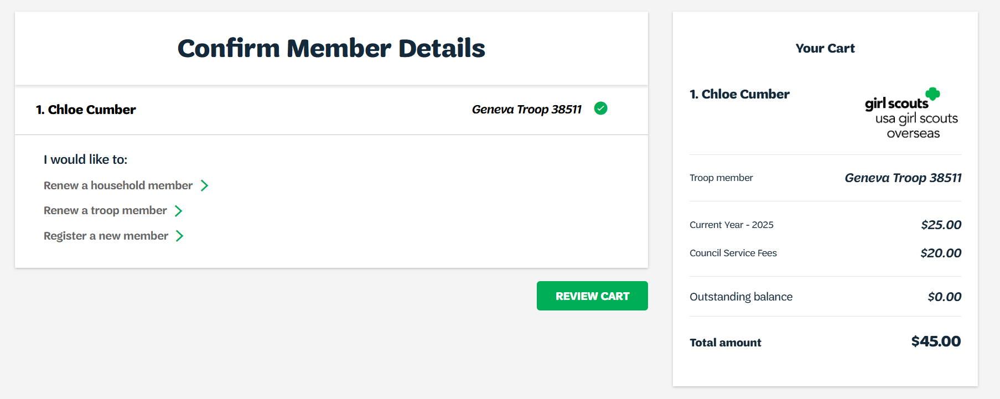 Confirm Member Details
1. Chloe Cumber Geneva Troop 38511
I would like to:
Renew a household member
Renew a troop member
Register a new member
REVIEW CART
Your Cart
1. Chloe Cumber
girl scouts
usa girl scouts
overseas
Troop member Geneva Troop 38511
Current Year - 2025 $25.00
Council Service Fees $20.00
Outstanding balance $0.00
Total amount $45.00